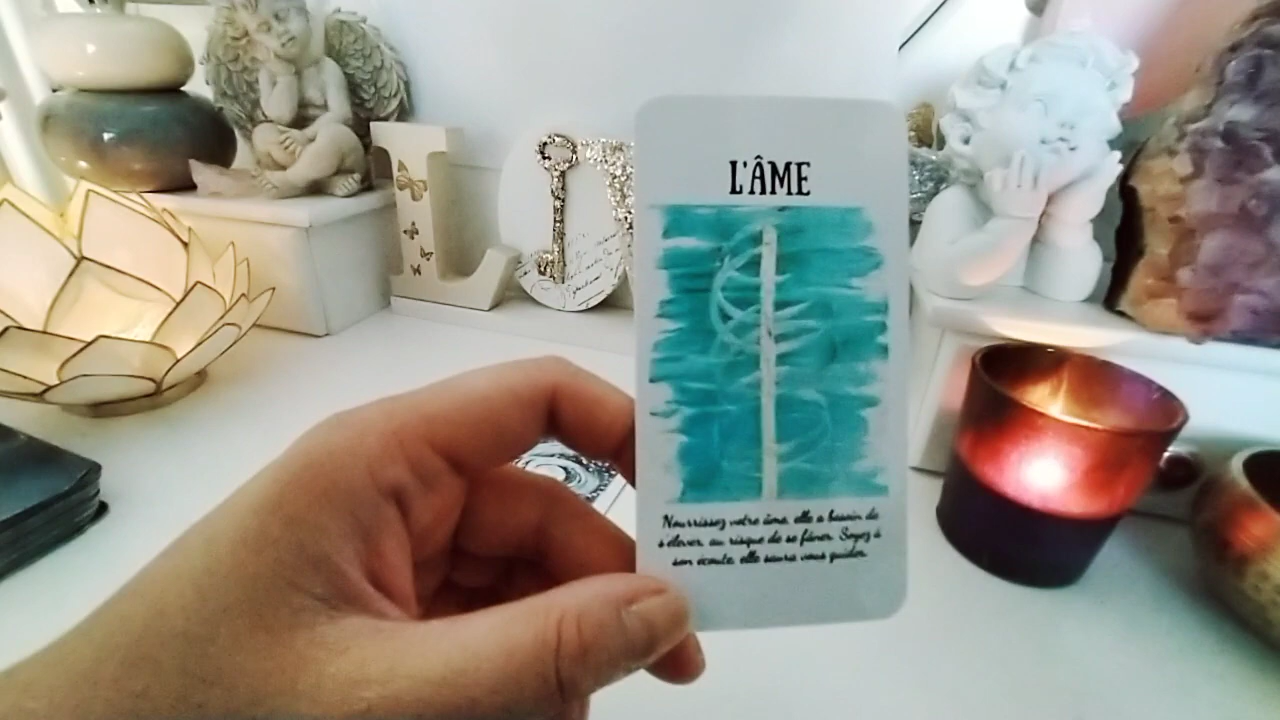 L'ÂME
Nourrissez votre âme, elle a besoin de
s'élever, au risque de se fâner. Soyez à
son écoute, elle saura vous guider.
L